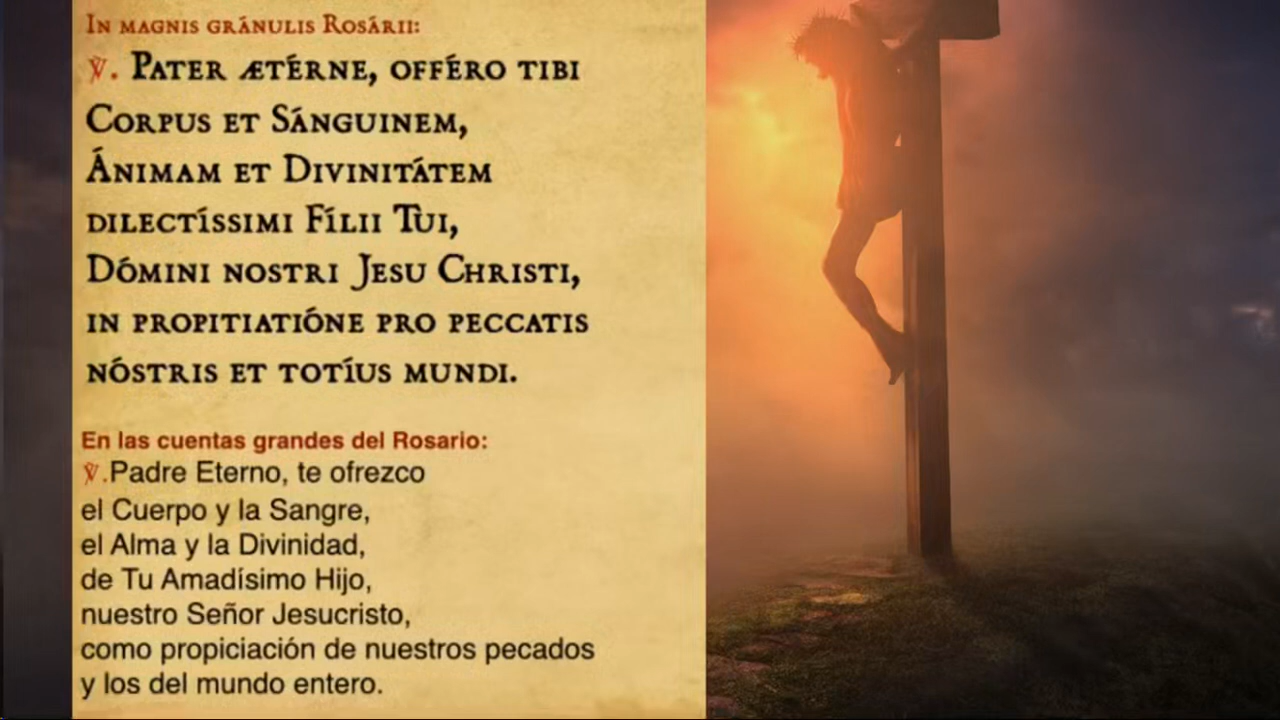 In magnis gránulis Rosárii:
℣. Pater ætérne, offéro tibi
Corpus et Sánguinem,
Ánimam et Divinitátem
dilectíssimi Fílii Tui,
Dómini nostri Jesu Christi,
in propitiatióne pro peccatis
nóstris et totíus mundi.
En las cuentas grandes del Rosario:
℣.Padre Eterno, te ofrezco
el Cuerpo y la Sangre,
el Alma y la Divinidad,
de Tu Amadísimo Hijo,
nuestro Señor Jesucristo,
como propiciación de nuestros pecados
y los del mundo entero.